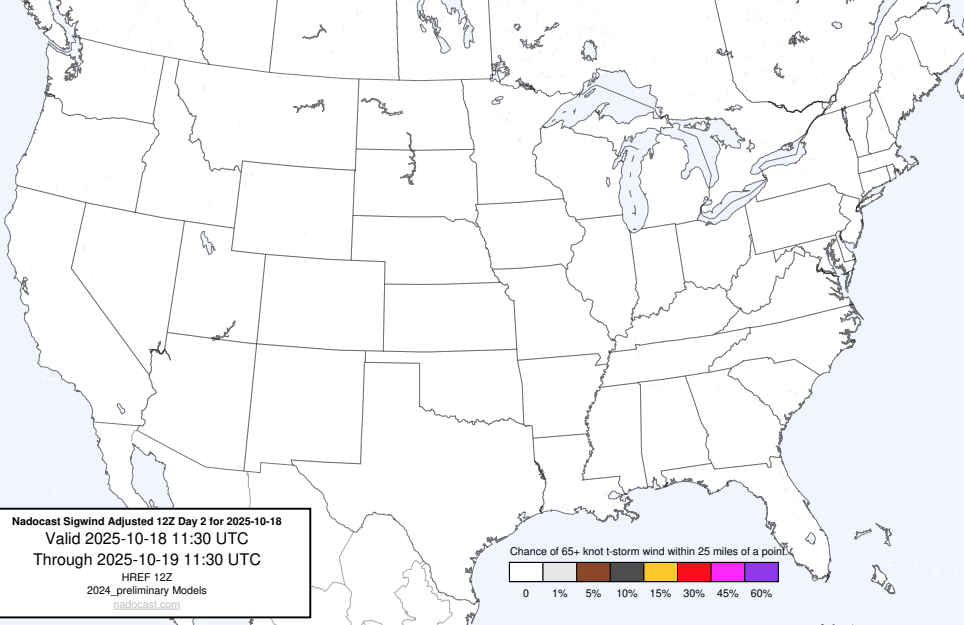 Nadocast Sigwind Adjusted 12Z Day 2 for 2025-10-18
Valid 2025-10-18 11:30 UTC
Through 2025-10-19 11:30 UTC
HREF 12Z
2024_preliminary Models
nadocast.com
Chance of 65+ knot t-storm wind within 25 miles of a point.
0 1% 5% 10% 15% 30% 45% 60%